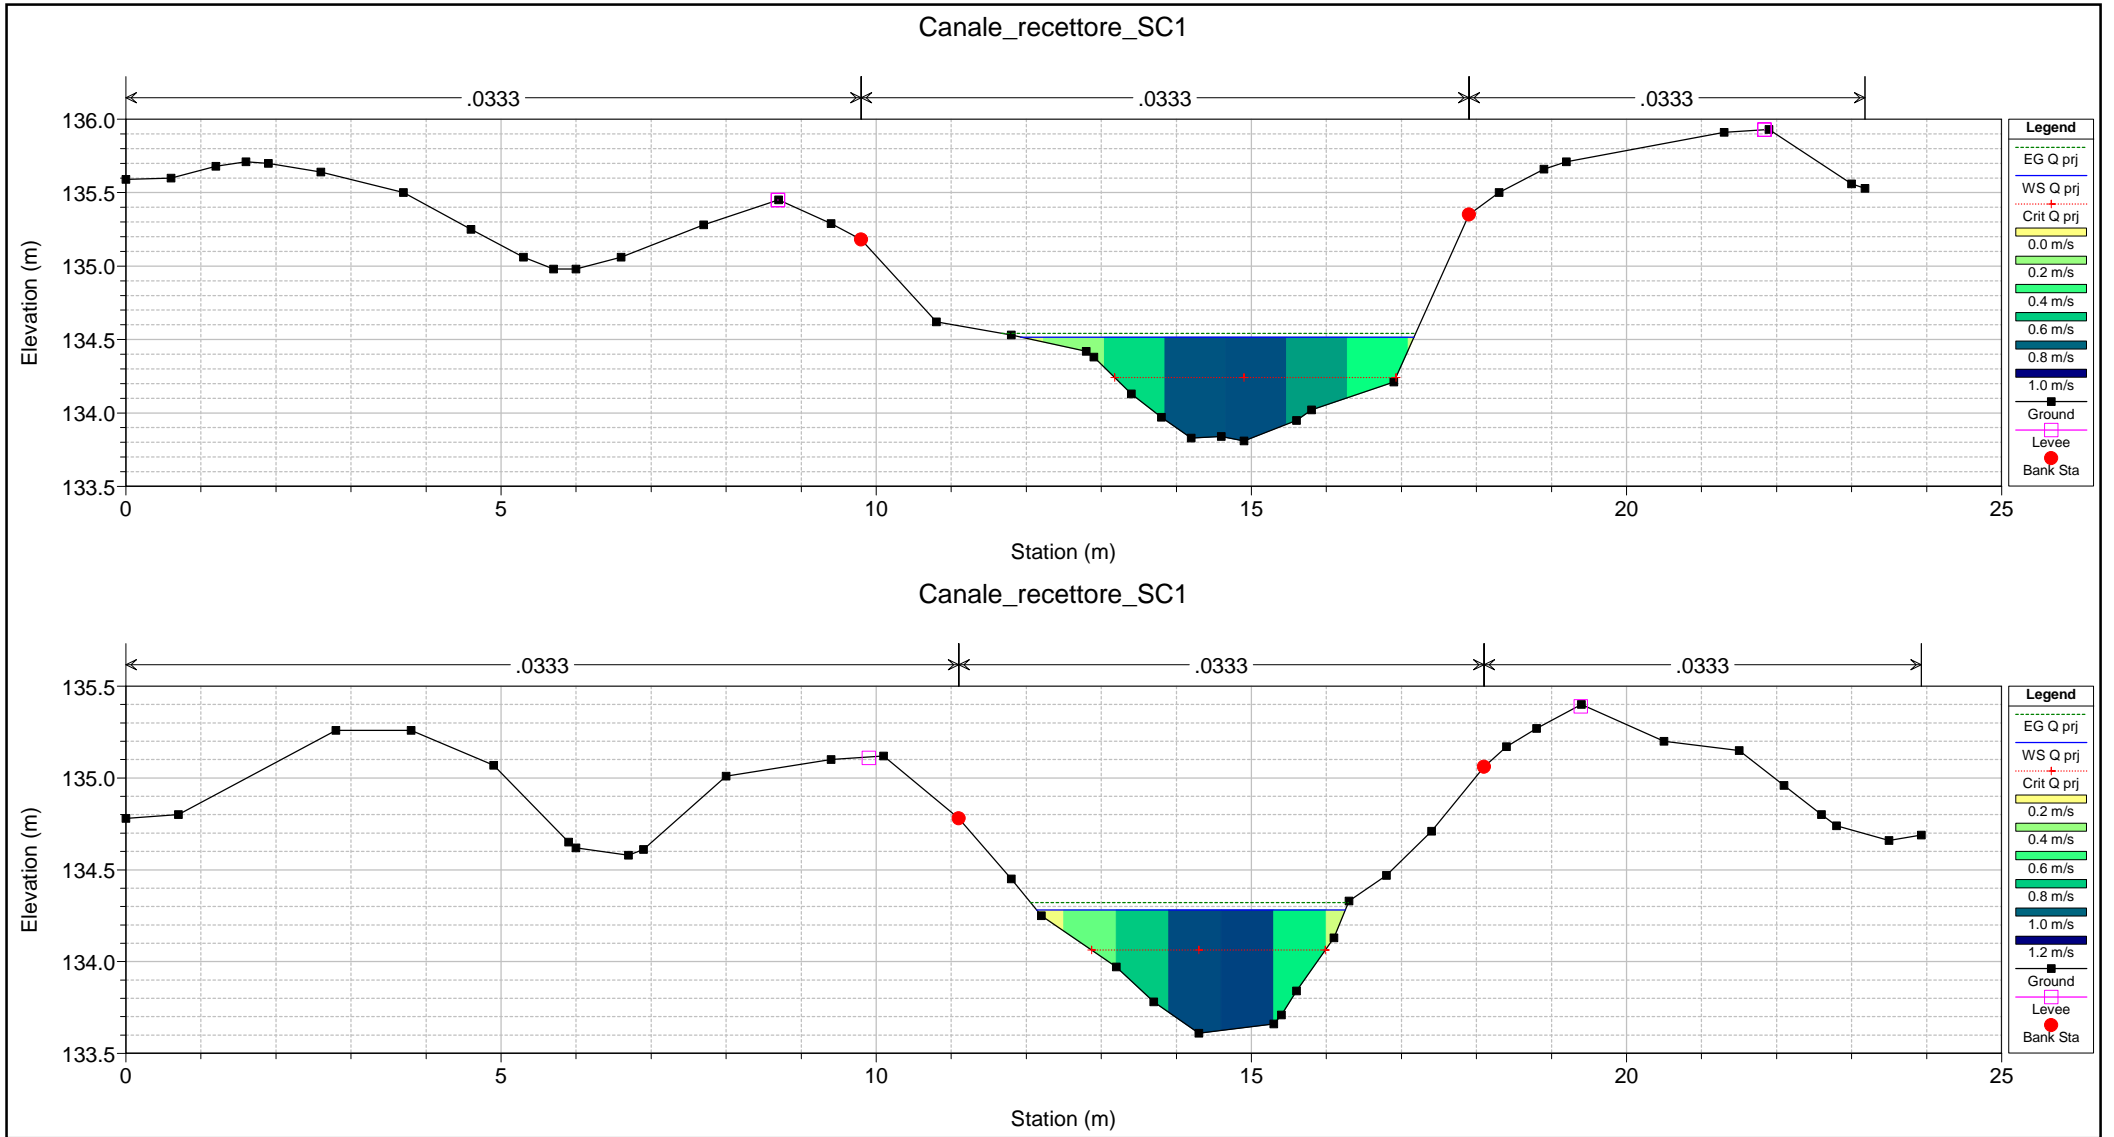 Canale_recettore_SC1
.0333 .0333 .0333
136.0
135.5
135.0
134.5
134.0
133.5
Elevation (m)
0 5 10 15 20 25
Station (m)
Legend
EG Q prj
WS Q prj
Crit Q prj
0.0 m/s
0.2 m/s
0.4 m/s
0.6 m/s
0.8 m/s
1.0 m/s
Ground
Levee
Bank Sta
Canale_recettore_SC1
.0333 .0333 .0333
135.5
135.0
134.5
134.0
133.5
Elevation (m)
0 5 10 15 20 25
Station (m)
Legend
EG Q prj
WS Q prj
Crit Q prj
0.2 m/s
0.4 m/s
0.6 m/s
0.8 m/s
1.0 m/s
1.2 m/s
Ground
Levee
Bank Sta